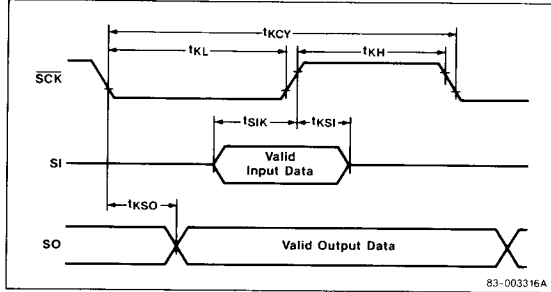 tKCY
tKL
tKH
SCK
tSIK
tKSI
SI
Valid
Input Data
tKSO
SO
Valid Output Data
83-003316A